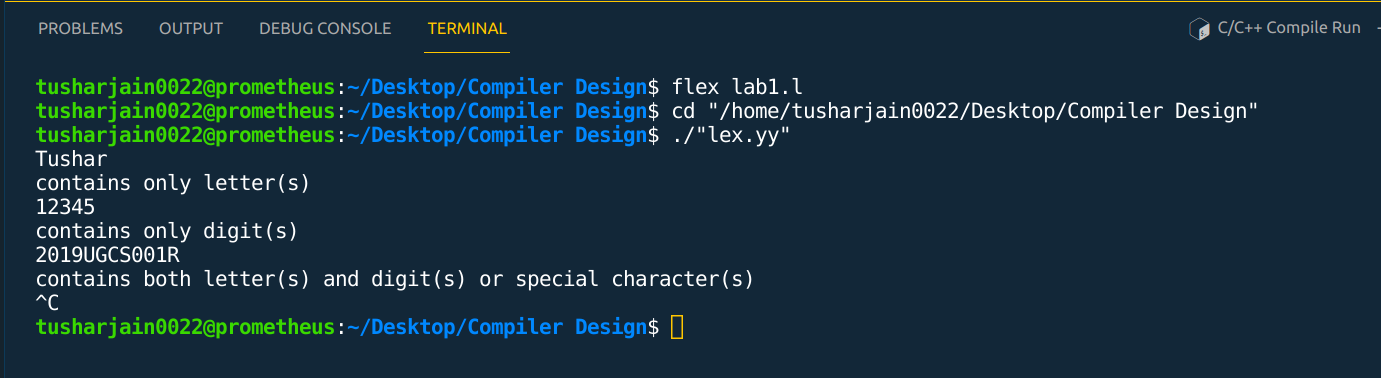 PROBLEMS OUTPUT DEBUG CONSOLE TERMINAL C/C++ Compile Run
tusharjain0022@prometheus:~/Desktop/Compiler Design$ flex lab1.l
tusharjain0022@prometheus:~/Desktop/Compiler Design$ cd "/home/tusharjain0022/Desktop/Compiler Design"
tusharjain0022@prometheus:~/Desktop/Compiler Design$ ./"lex.yy"
Tushar
contains only letter(s)
12345
contains only digit(s)
2019UGCS001R
contains both letter(s) and digit(s) or special character(s)
^C
tusharjain0022@prometheus:~/Desktop/Compiler Design$